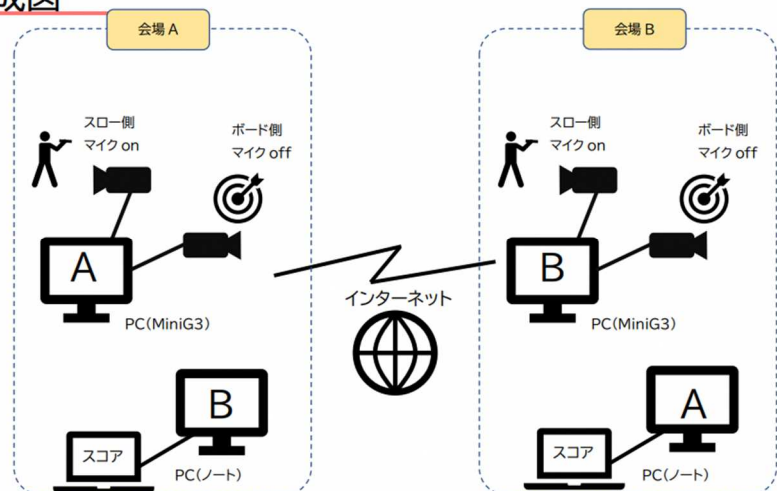 成図
会場 A
スロー側
マイク on
ボード側
マイク off
A
PC(MiniG3)
B
スコア
PC(ノート)
インターネット
会場 B
スロー側
マイク on
ボード側
マイク off
B
PC(MiniG3)
A
スコア
PC(ノート)